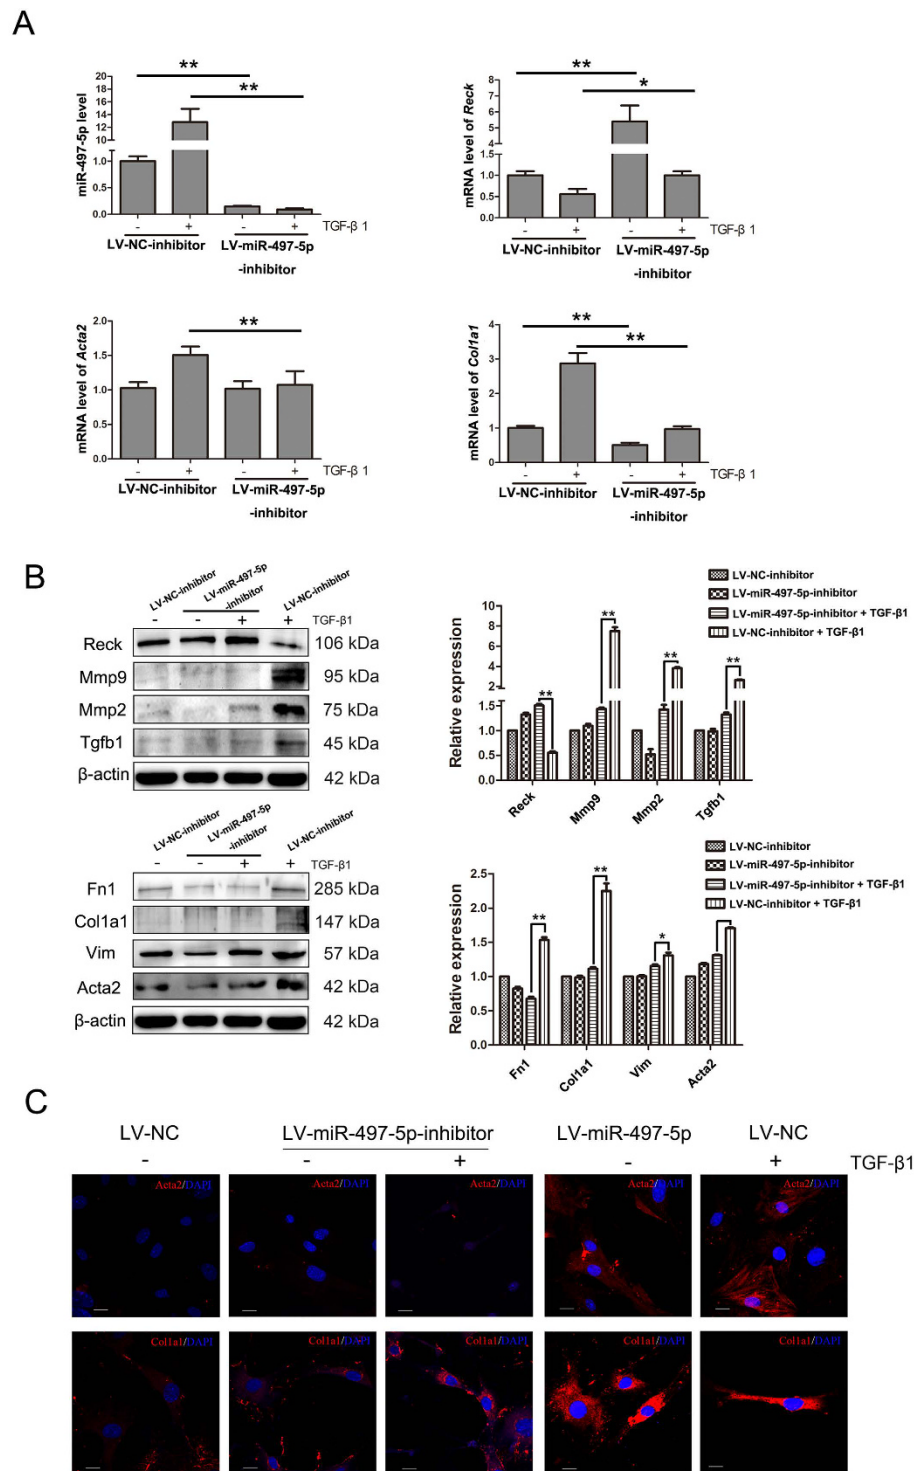 A
**
**
miR-497-5p level
20
18
16
14
12
10
1.0
0.5
0.0
-
+
-
+
TGF-β 1
LV-NC-inhibitor
LV-miR-497-5p
-inhibitor
**
*
mRNA level of Reck
8
7
6
5
4
3
2
1.5
1.0
0.5
0.0
-
+
-
+
TGF-β 1
LV-NC-inhibitor
LV-miR-497-5p
-inhibitor
**
mRNA level of Acta2
2.0
1.5
1.0
0.5
0.0
-
+
-
+
TGF-β 1
LV-NC-inhibitor
LV-miR-497-5p
-inhibitor
**
**
mRNA level of Col1a1
4
3
2
1
0
-
+
-
+
TGF-β 1
LV-NC-inhibitor
LV-miR-497-5p
-inhibitor
B
LV-NC-inhibitor
LV-miR-497-5p
-inhibitor
LV-NC-inhibitor
- - + + TGF-β1
Reck 106 kDa
Mmp9 95 kDa
Mmp2 75 kDa
Tgfb1 45 kDa
β-actin 42 kDa
LV-NC-inhibitor
LV-miR-497-5p-inhibitor
LV-miR-497-5p-inhibitor + TGF-β1
LV-NC-inhibitor + TGF-β1
Relative expression
10
8
6
4
2
1.5
1.0
0.5
0.0
**
**
**
**
Reck
Mmp9
Mmp2
Tgfb1
LV-NC-inhibitor
LV-miR-497-5p
-inhibitor
LV-NC-inhibitor
- - + + TGF-β1
Fn1 285 kDa
Col1a1 147 kDa
Vim 57 kDa
Acta2 42 kDa
β-actin 42 kDa
LV-NC-inhibitor
LV-miR-497-5p-inhibitor
LV-miR-497-5p-inhibitor + TGF-β1
LV-NC-inhibitor + TGF-β1
Relative expression
2.5
2.0
1.5
1.0
0.5
0.0
**
**
*
Fn1
Col1a1
Vim
Acta2
C
LV-NC LV-miR-497-5p-inhibitor LV-miR-497-5p LV-NC
- - + - + TGF-β1
Acta2/DAPI Acta2/DAPI Acta2/DAPI Acta2/DAPI Acta2/DAPI
Col1a1/DAPI Col1a1/DAPI Col1a1/DAPI Col1a1/DAPI Col1a1/DAPI